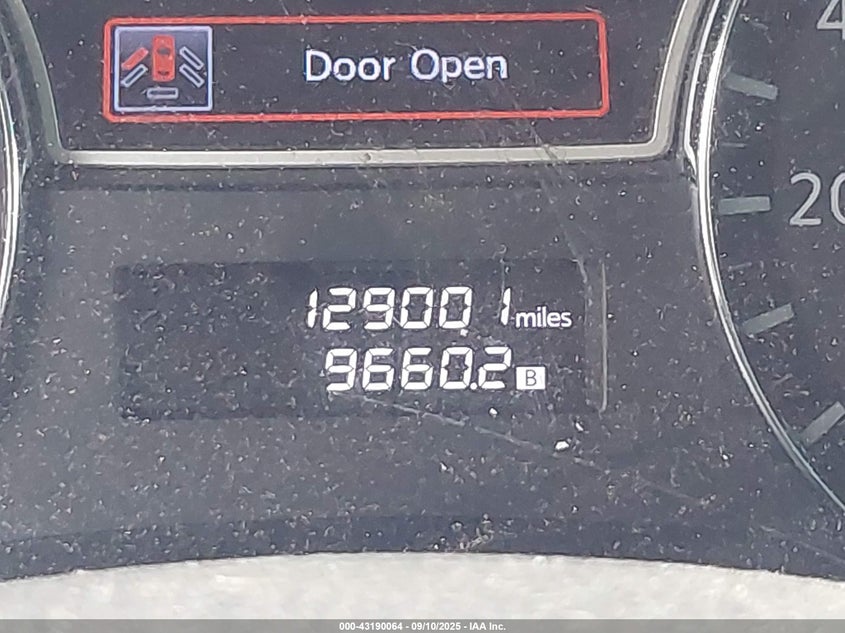 Door Open
4
20
129001 miles
9660.2 B
000-43190064 - 09/10/2025 - IAA Inc.